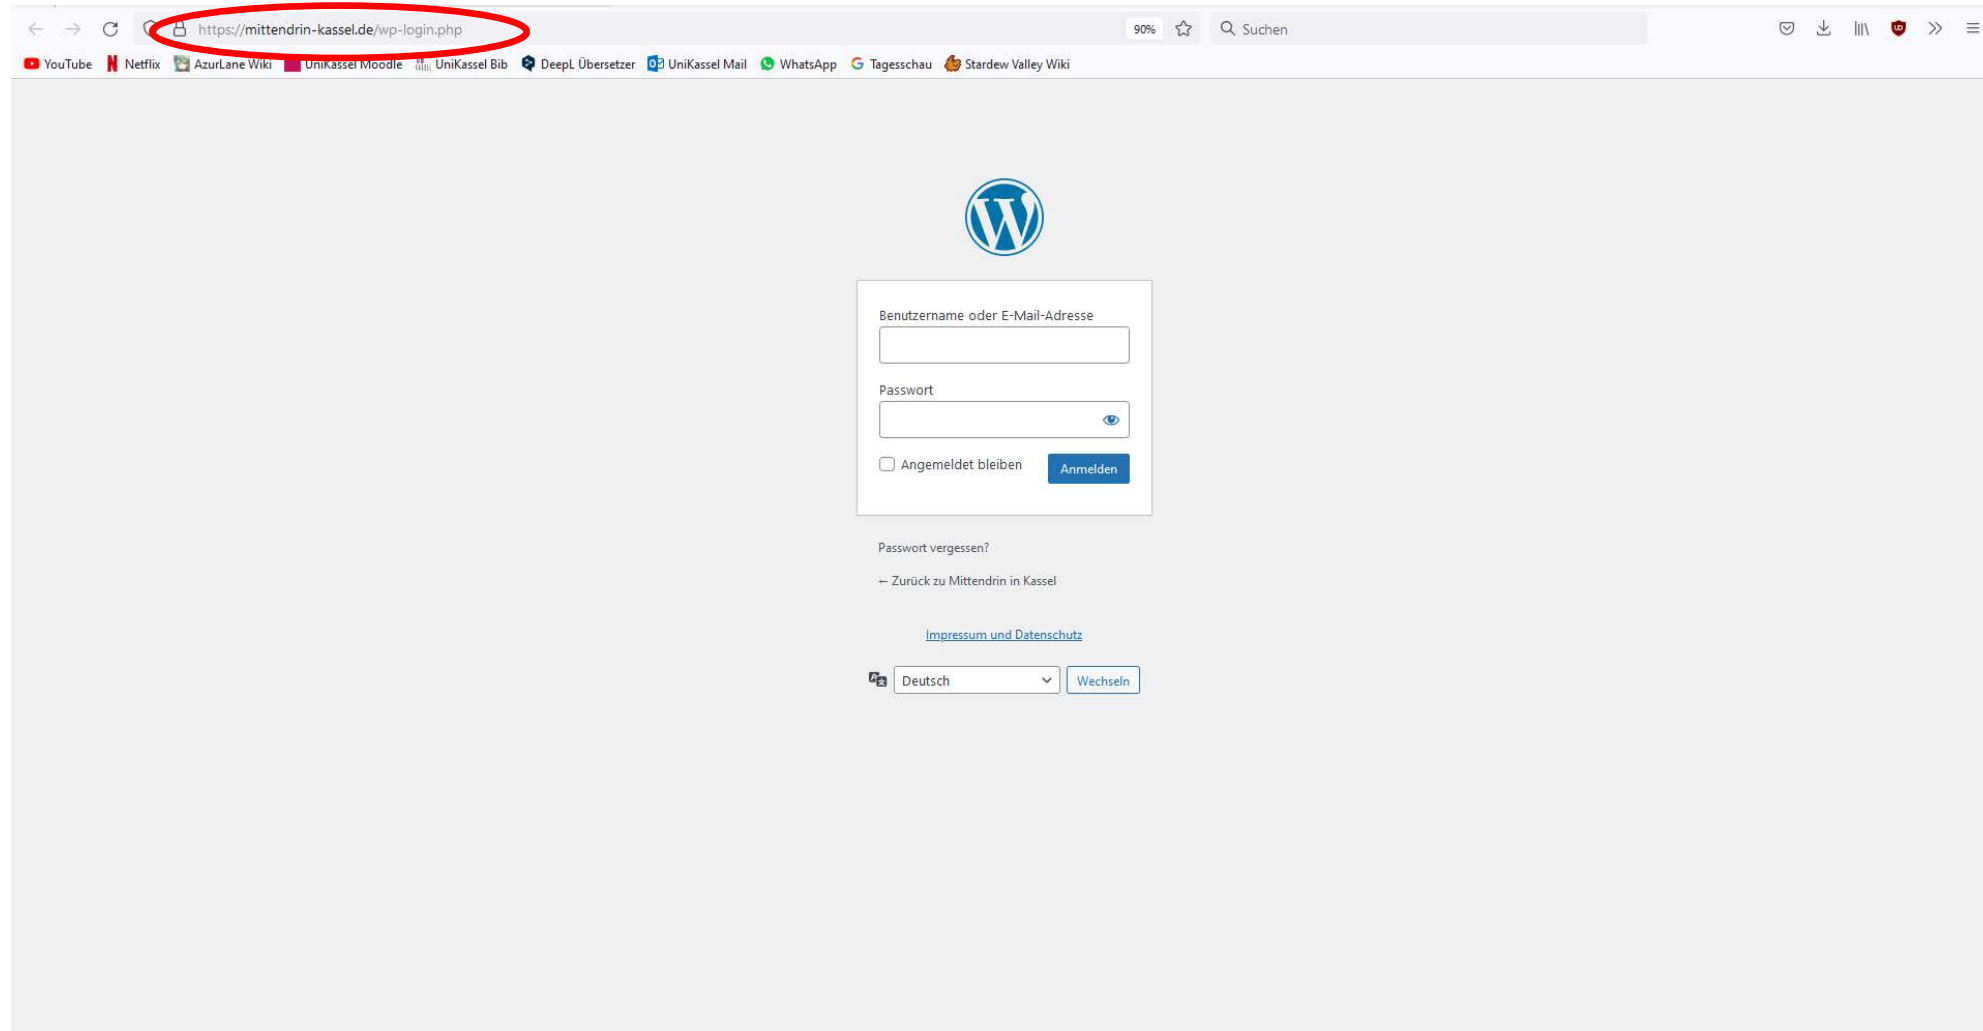 https://mittendrin-kassel.de/wp-login.php 90% Suchen
YouTube Netflix AzurLane Wiki UniKassel Moodle UniKassel Bib DeepL Übersetzer UniKassel Mail WhatsApp Tagesschau Stardew Valley Wiki
Benutzername oder E-Mail-Adresse
Passwort
Angemeldet bleiben Anmelden
Passwort vergessen?
← Zurück zu Mittendrin in Kassel
Impressum und Datenschutz
Deutsch Wechseln